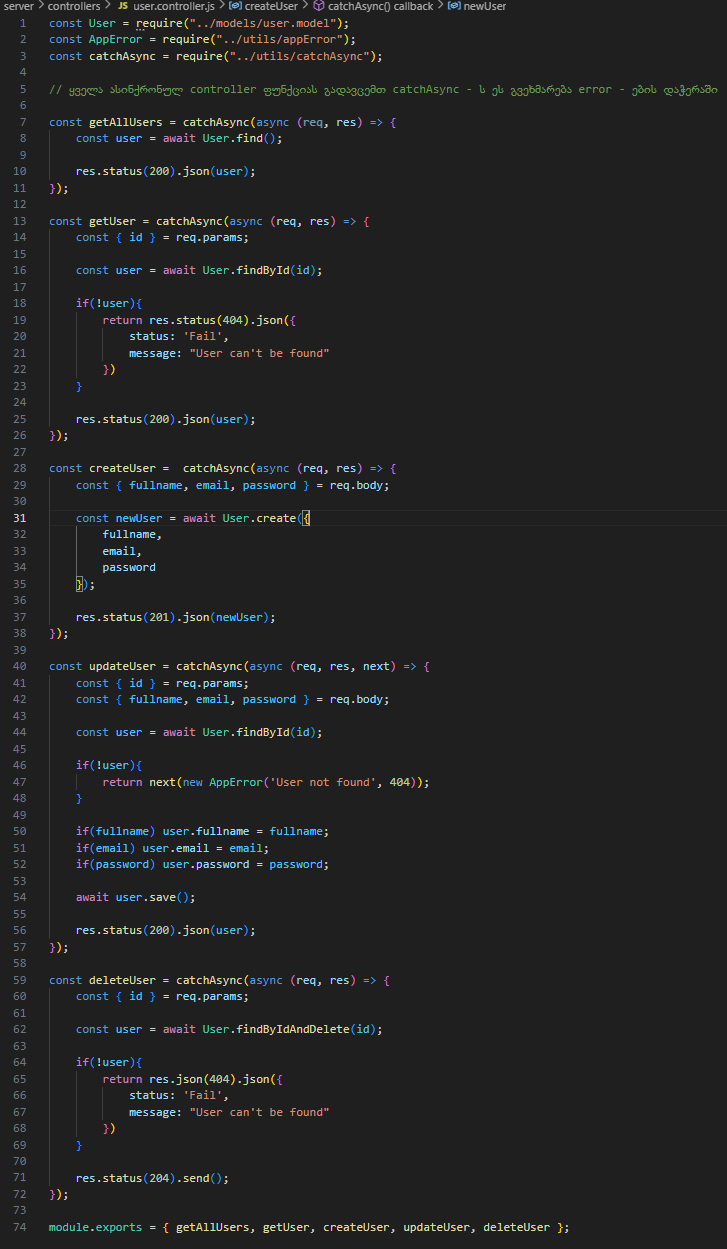 server > controllers > JS user.controller.js > createUser > catchAsync() callback > newUser
1 const User = require("../models/user.model");
2 const AppError = require("../utils/appError");
3 const catchAsync = require("../utils/catchAsync");
4
5 // ყველა ასინქრონულ controller ფუნქციას გადავცემთ catchAsync - ს ეს გვეხმარება error - ების დაჭერაში
6
7 const getAllUsers = catchAsync(async (req, res) => {
8     const user = await User.find();
9
10     res.status(200).json(user);
11 });
12
13 const getUser = catchAsync(async (req, res) => {
14     const { id } = req.params;
15
16     const user = await User.findById(id);
17
18     if(!user){
19         return res.status(404).json({
20             status: 'Fail',
21             message: "User can't be found"
22         })
23     }
24
25     res.status(200).json(user);
26 });
27
28 const createUser =  catchAsync(async (req, res) => {
29     const { fullname, email, password } = req.body;
30
31     const newUser = await User.create({
32         fullname,
33         email,
34         password
35     });
36
37     res.status(201).json(newUser);
38 });
39
40 const updateUser = catchAsync(async (req, res, next) => {
41     const { id } = req.params;
42     const { fullname, email, password } = req.body;
43
44     const user = await User.findById(id);
45
46     if(!user){
47         return next(new AppError('User not found', 404));
48     }
49
50     if(fullname) user.fullname = fullname;
51     if(email) user.email = email;
52     if(password) user.password = password;
53
54     await user.save();
55
56     res.status(200).json(user);
57 });
58
59 const deleteUser = catchAsync(async (req, res) => {
60     const { id } = req.params;
61
62     const user = await User.findByIdAndDelete(id);
63
64     if(!user){
65         return res.json(404).json({
66             status: 'Fail',
67             message: "User can't be found"
68         })
69     }
70
71     res.status(204).send();
72 });
73
74 module.exports = { getAllUsers, getUser, createUser, updateUser, deleteUser };